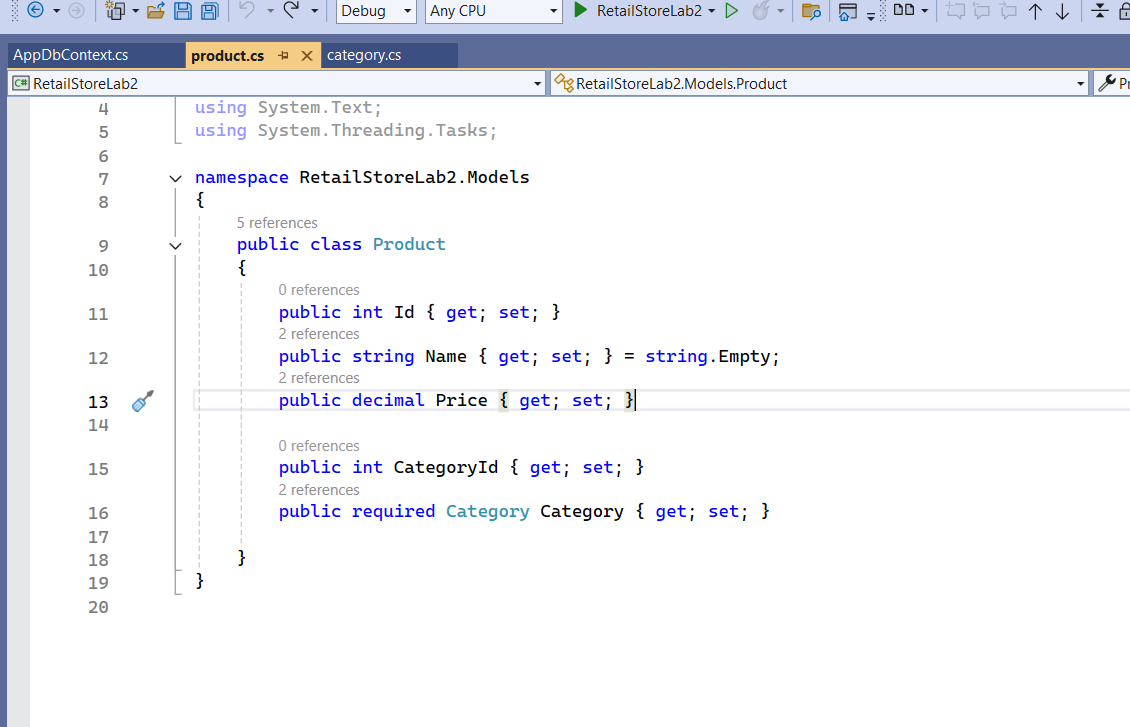 Debug Any CPU RetailStoreLab2
AppDbContext.cs product.cs category.cs
C# RetailStoreLab2 RetailStoreLab2.Models.Product
4 using System.Text;
5 using System.Threading.Tasks;
6
7 namespace RetailStoreLab2.Models
8 {
5 references
9 public class Product
10 {
0 references
11 public int Id { get; set; }
2 references
12 public string Name { get; set; } = string.Empty;
2 references
13 public decimal Price { get; set; }
14
0 references
15 public int CategoryId { get; set; }
2 references
16 public required Category Category { get; set; }
17
18 }
19 }
20